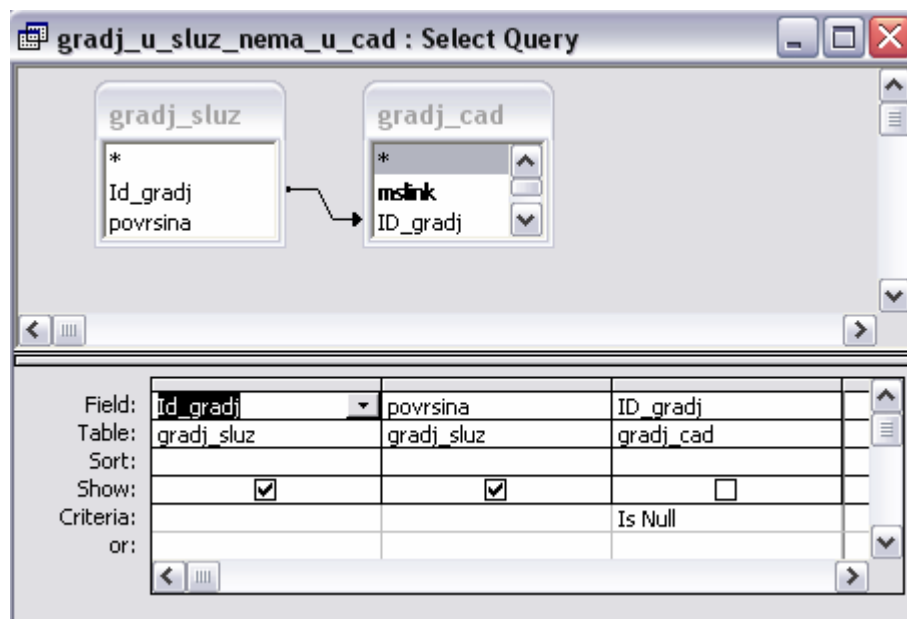 gradj_u_sluz_nema_u_cad : Select Query
gradj_sluz
*
Id_gradj
povrsina
gradj_cad
*
mslink
ID_gradj
Field: Id_gradj povrsina ID_gradj
Table: gradj_sluz gradj_sluz gradj_cad
Sort:
Show:
Criteria: Is Null
or: